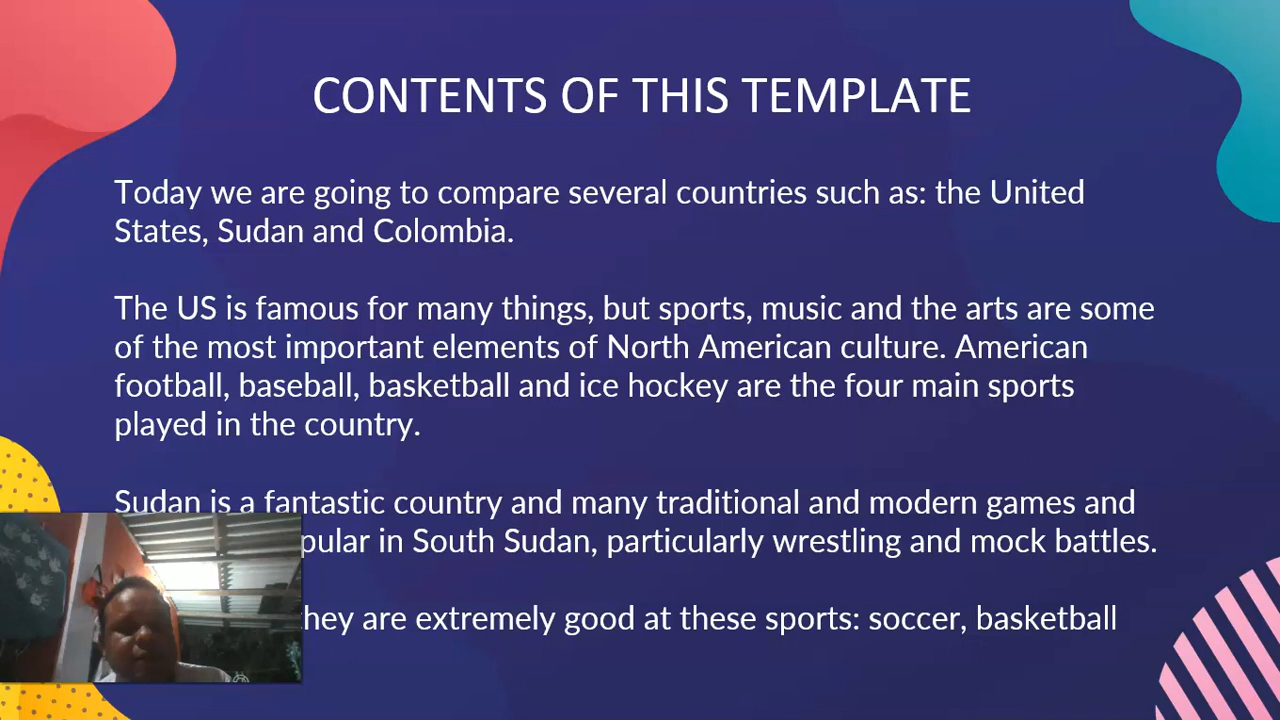 CONTENTS OF THIS TEMPLATE
Today we are going to compare several countries such as: the United
States, Sudan and Colombia.
The US is famous for many things, but sports, music and the arts are some
of the most important elements of North American culture. American
football, baseball, basketball and ice hockey are the four main sports
played in the country.
Sudan is a fantastic country and many traditional and modern games and
in South Sudan, particularly wrestling and mock battles.
they are extremely good at these sports: soccer, basketball